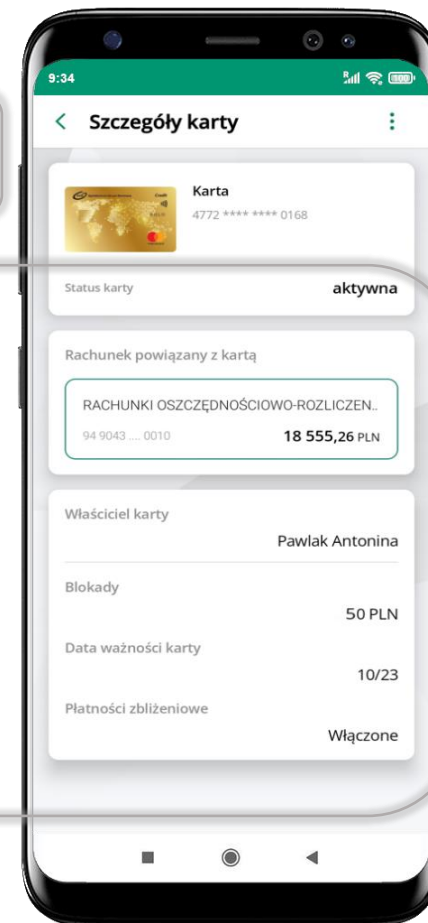 9:34
Szczegóły karty
Karta
4772 **** **** 0168
Status karty
aktywna
Rachunek powiązany z kartą
RACHUNKI OSZCZĘDNOŚCIOWO-ROZLICZEN..
94 9043 .... 0010
18 555,26 PLN
Właściciel karty
Pawlak Antonina
Blokady
50 PLN
Data ważności karty
10/23
Płatności zbliżeniowe
Włączone